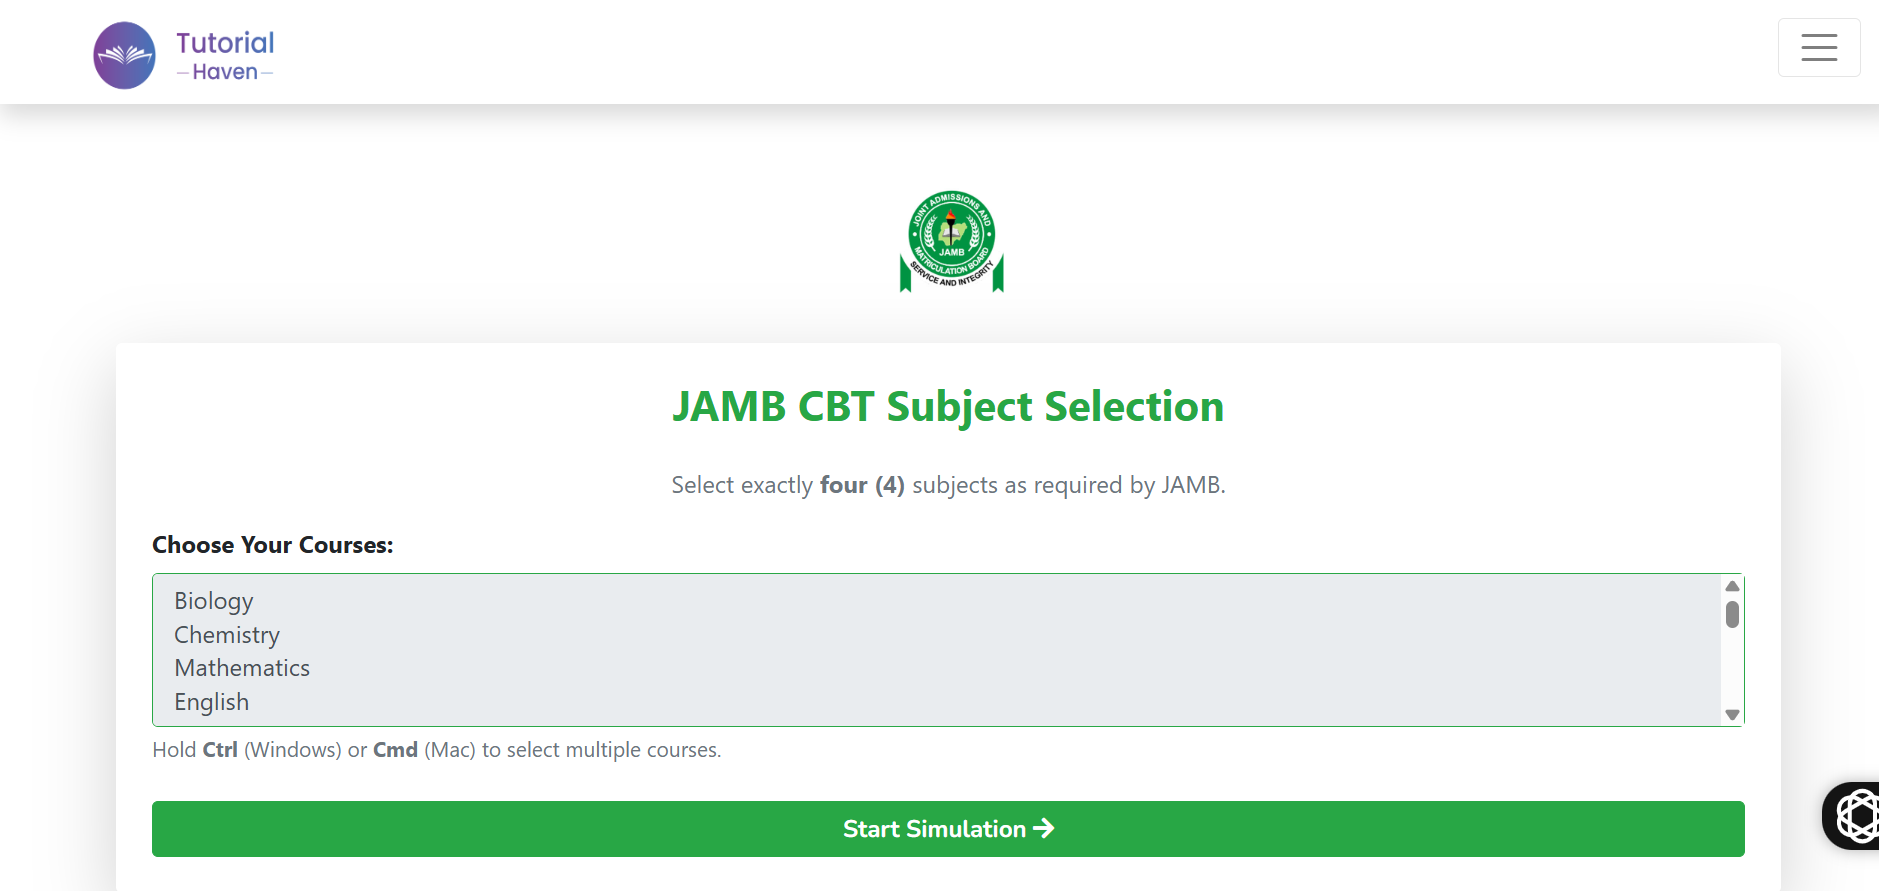 Tutorial
Haven
JOINT ADMISSIONS AND
MATRICULATION BOARD
JAMB
SERVICE AND INTEGRITY
JAMB CBT Subject Selection
Select exactly four (4) subjects as required by JAMB.
Choose Your Courses:
Biology
Chemistry
Mathematics
English
Hold Ctrl (Windows) or Cmd (Mac) to select multiple courses.
Start Simulation